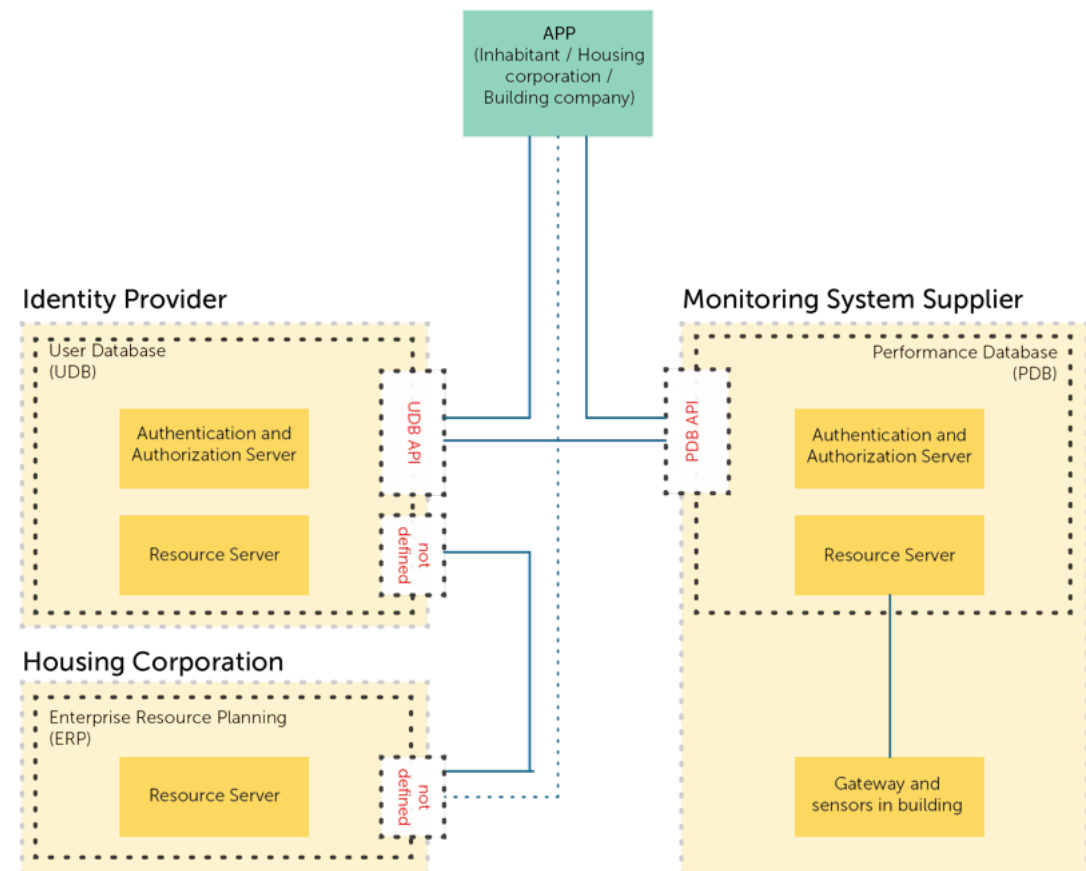 APP
(Inhabitant / Housing
corporation /
Building company)
Identity Provider
User Database
(UDB)
Authentication and
Authorization Server
Resource Server
UDB API
not
defined
Monitoring System Supplier
Performance Database
(PDB)
PDB API
Authentication and
Authorization Server
Resource Server
Gateway and
sensors in building
Housing Corporation
Enterprise Resource Planning
(ERP)
Resource Server
not
defined